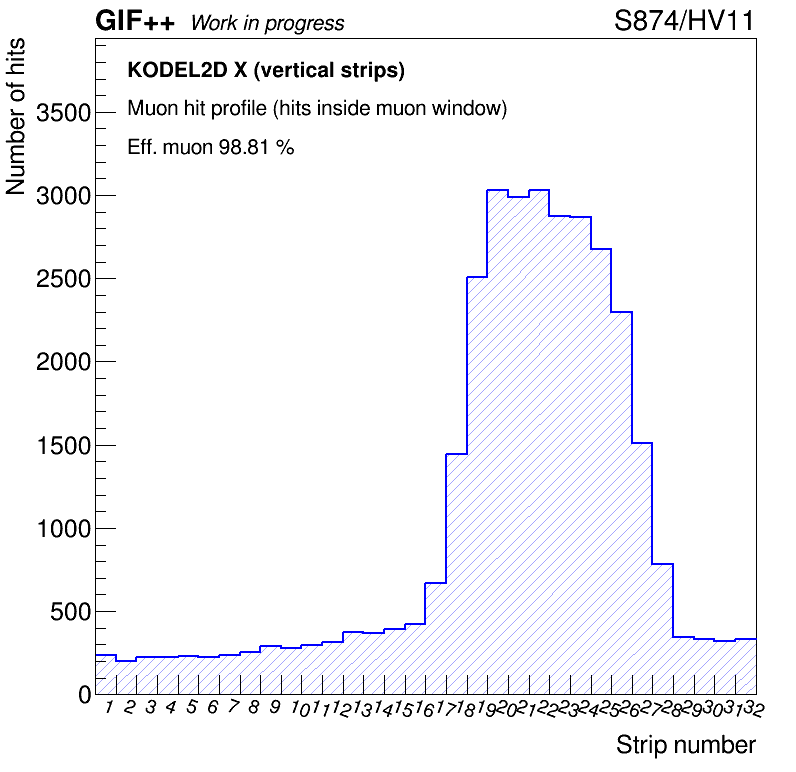 GIF++ Work in progress S874/HV11
Number of hits
KODEL2D X (vertical strips)
Muon hit profile (hits inside muon window)
Eff. muon 98.81 %
3500
3000
2500
2000
1500
1000
500
0
1 2 3 4 5 6 7 8 9 10 11 12 13 14 15 16 17 18 19 20 21 22 23 24 25 26 27 28 29 30 31 32
Strip number